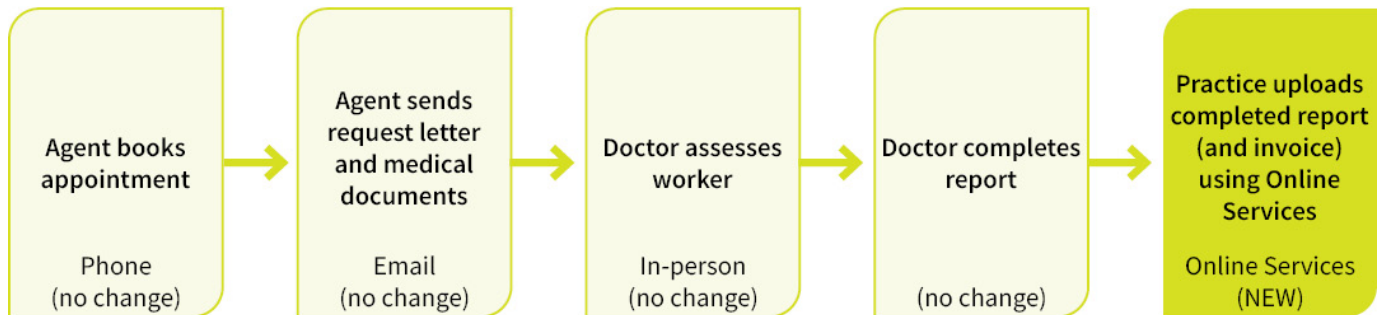 Agent books
appointment
Phone
(no change)
Agent sends
request letter
and medical
documents
Email
(no change)
Doctor assesses
worker
In-person
(no change)
Doctor completes
report
(no change)
Practice uploads
completed report
(and invoice)
using Online
Services
Online Services
(NEW)